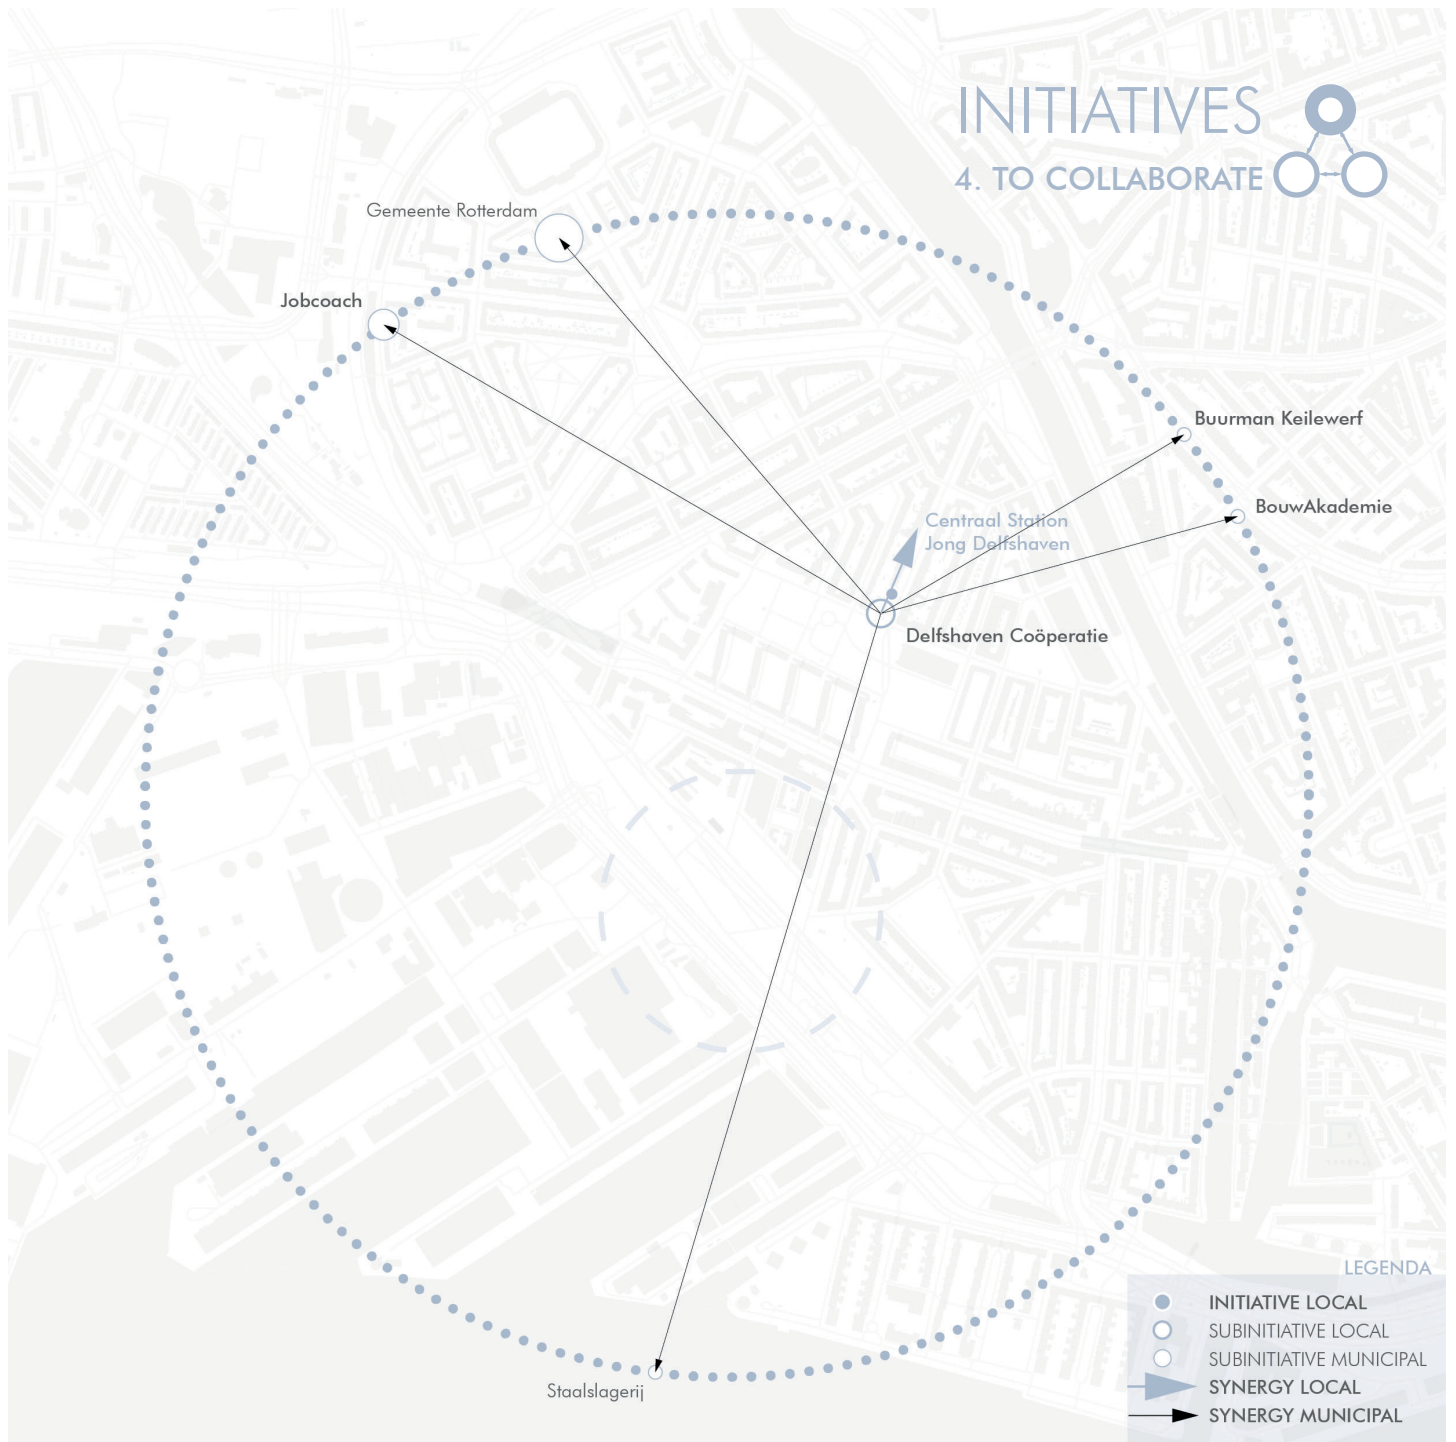 INITIATIVES
4. TO COLLABORATE
Gemeente Rotterdam
Jobcoach
Buurman Keilewerf
BouwAkademie
Centraal Station
Jong Delfshaven
Delfshaven Coöperatie
Staalslagerij
LEGENDA
INITIATIVE LOCAL
SUBINITIATIVE LOCAL
SUBINITIATIVE MUNICIPAL
SYNERGY LOCAL
SYNERGY MUNICIPAL